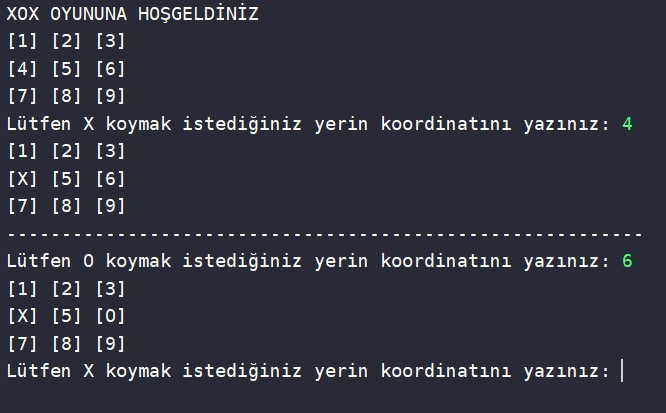 XOX OYUNUNA HOŞGELDİNİZ
[1] [2] [3]
[4] [5] [6]
[7] [8] [9]
Lütfen X koymak istediğiniz yerin koordinatını yazınız: 4
[1] [2] [3]
[X] [5] [6]
[7] [8] [9]
----------------------------------------------------------
Lütfen O koymak istediğiniz yerin koordinatını yazınız: 6
[1] [2] [3]
[X] [5] [O]
[7] [8] [9]
Lütfen X koymak istediğiniz yerin koordinatını yazınız: